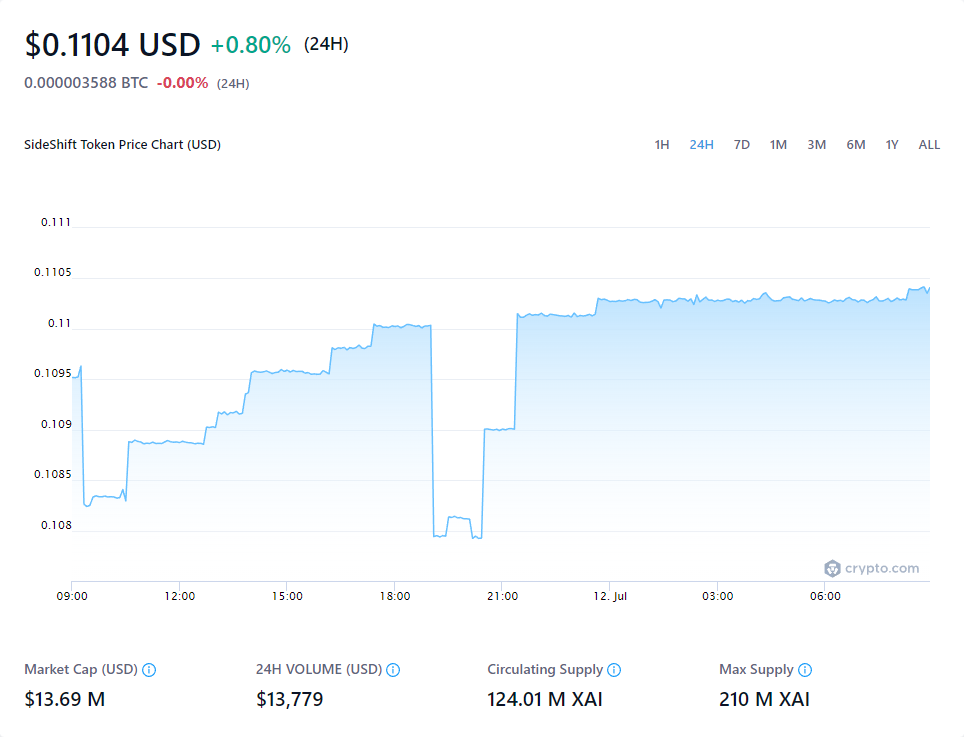 $0.1104 USD +0.80% (24H)
0.000003588 BTC -0.00% (24H)
SideShift Token Price Chart (USD) 1H 24H 7D 1M 3M 6M 1Y ALL
0.111
0.1105
0.11
0.1095
0.109
0.1085
0.108
crypto.com
09:00 12:00 15:00 18:00 21:00 12. Jul 03:00 06:00
Market Cap (USD) 24H VOLUME (USD) Circulating Supply Max Supply
$13.69 M $13,779 124.01 M XAI 210 M XAI